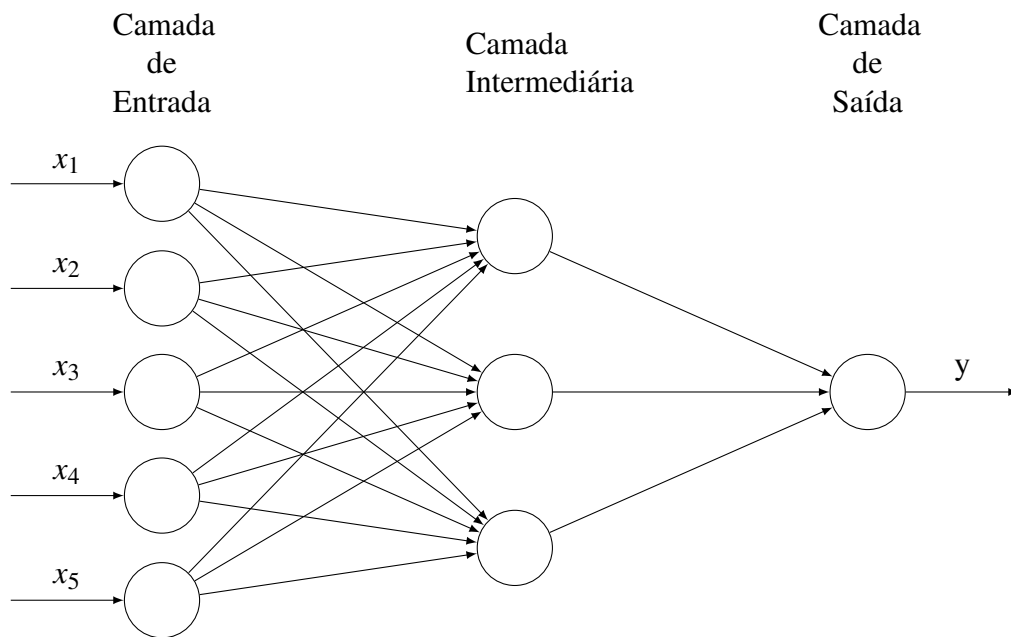 Camada
de
Entrada
Camada
Intermediária
Camada
de
Saída
x1
x2
x3
y
x4
x5